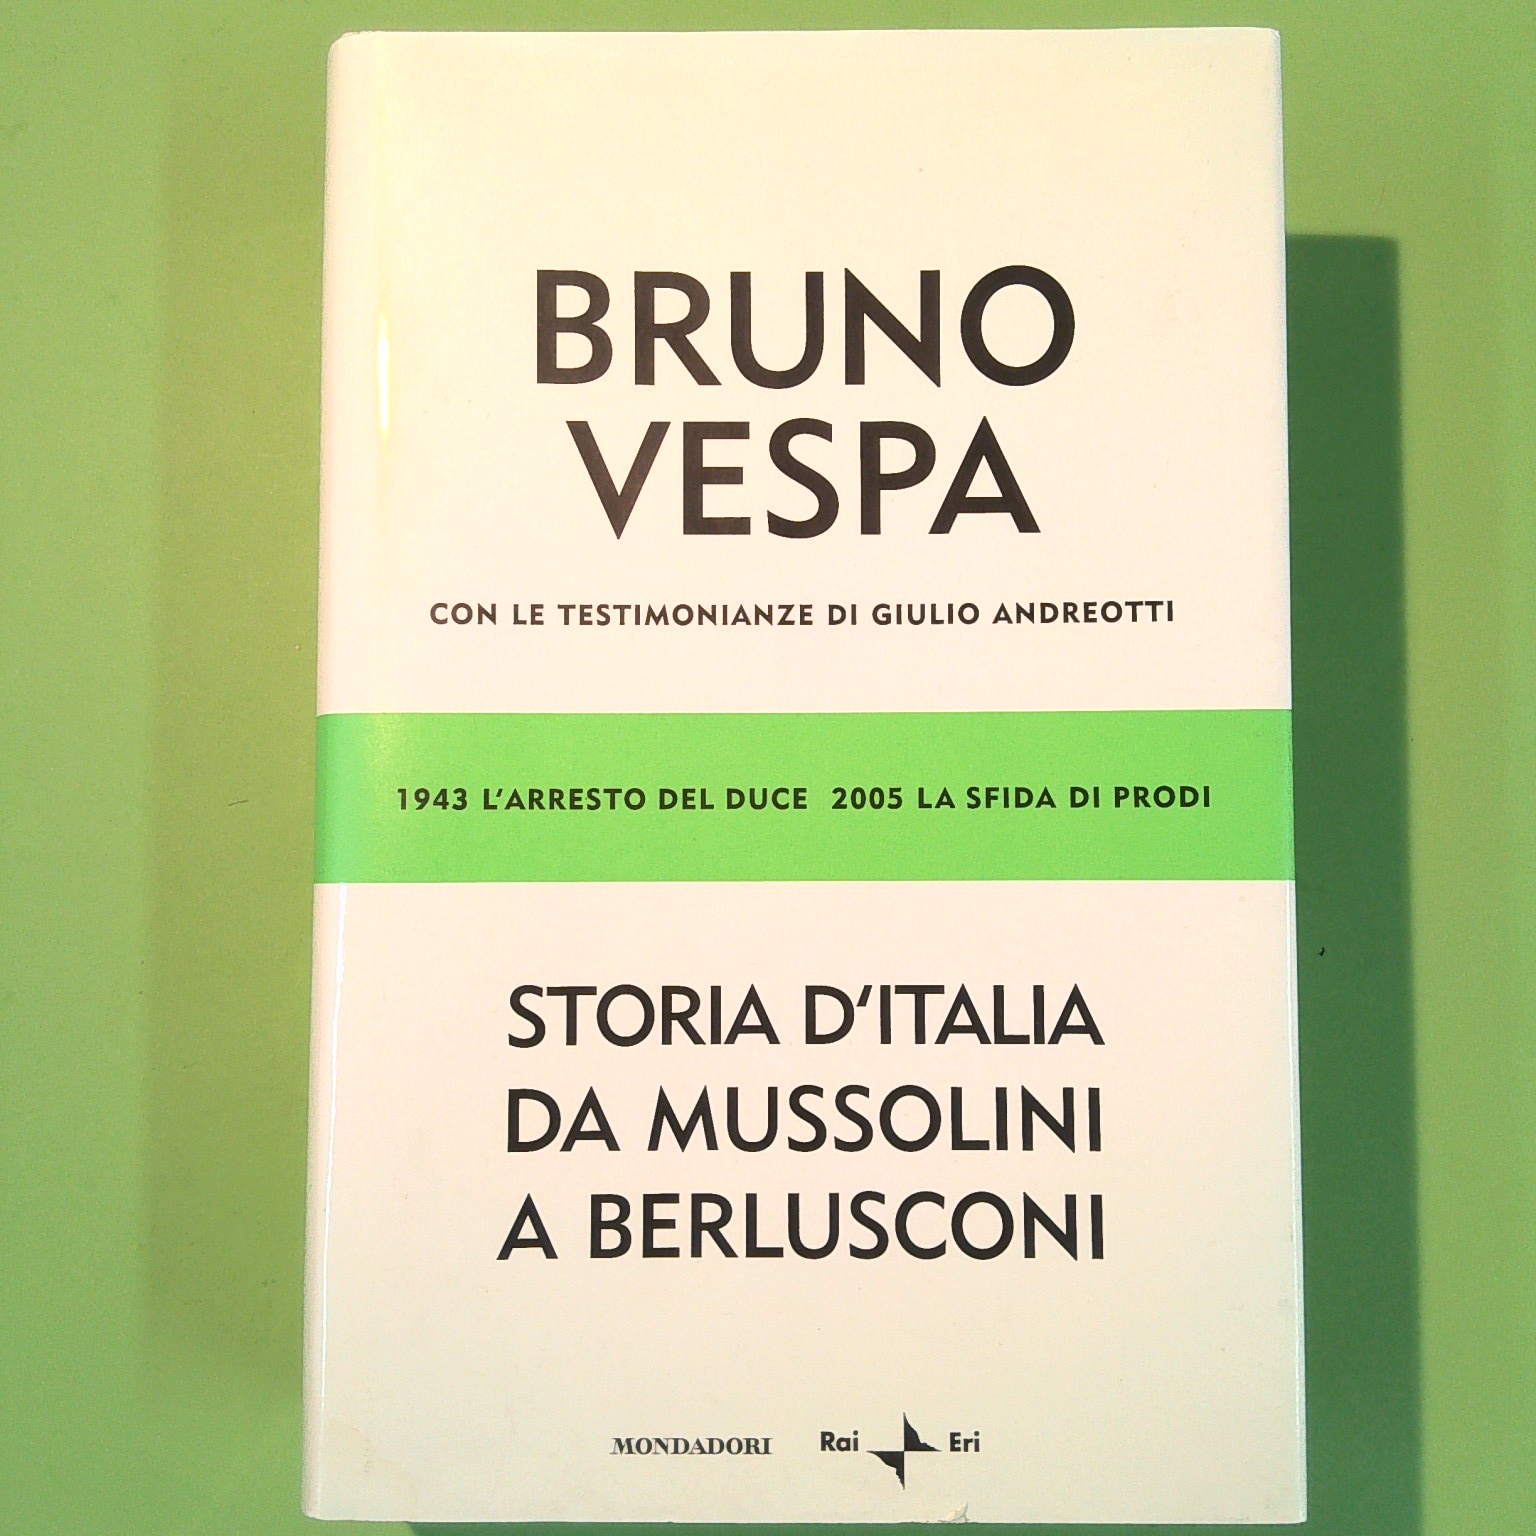 BRUNO
VESPA
CON LE TESTIMONIANZE DI GIULIO ANDREOTTI
1943 L'ARRESTO DEL DUCE 2005 LA SFIDA DI PRODI
STORIA D'ITALIA
DA MUSSOLINI
A BERLUSCONI
MONDADORI Rai Eri